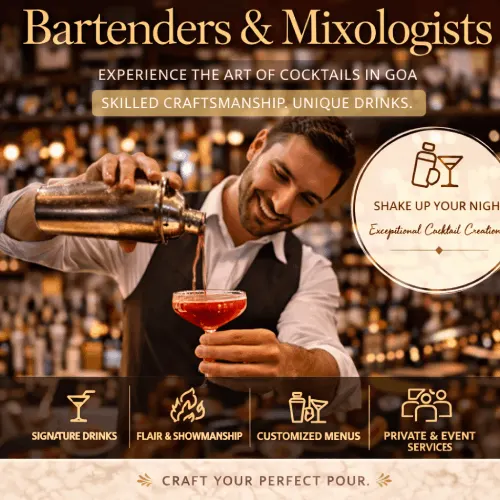 Bartenders & Mixologists
EXPERIENCE THE ART OF COCKTAILS IN GOA
SKILLED CRAFTSMANSHIP, UNIQUE DRINKS.
SHAKE UP YOUR NIGH
Exceptional Cocktail Creation
SIGNATURE DRINKS
FLAIR & SHOWMANSHIP
CUSTOMIZED MENUS
PRIVATE & EVENT
SERVICES
CRAFT YOUR PERFECT POUR.